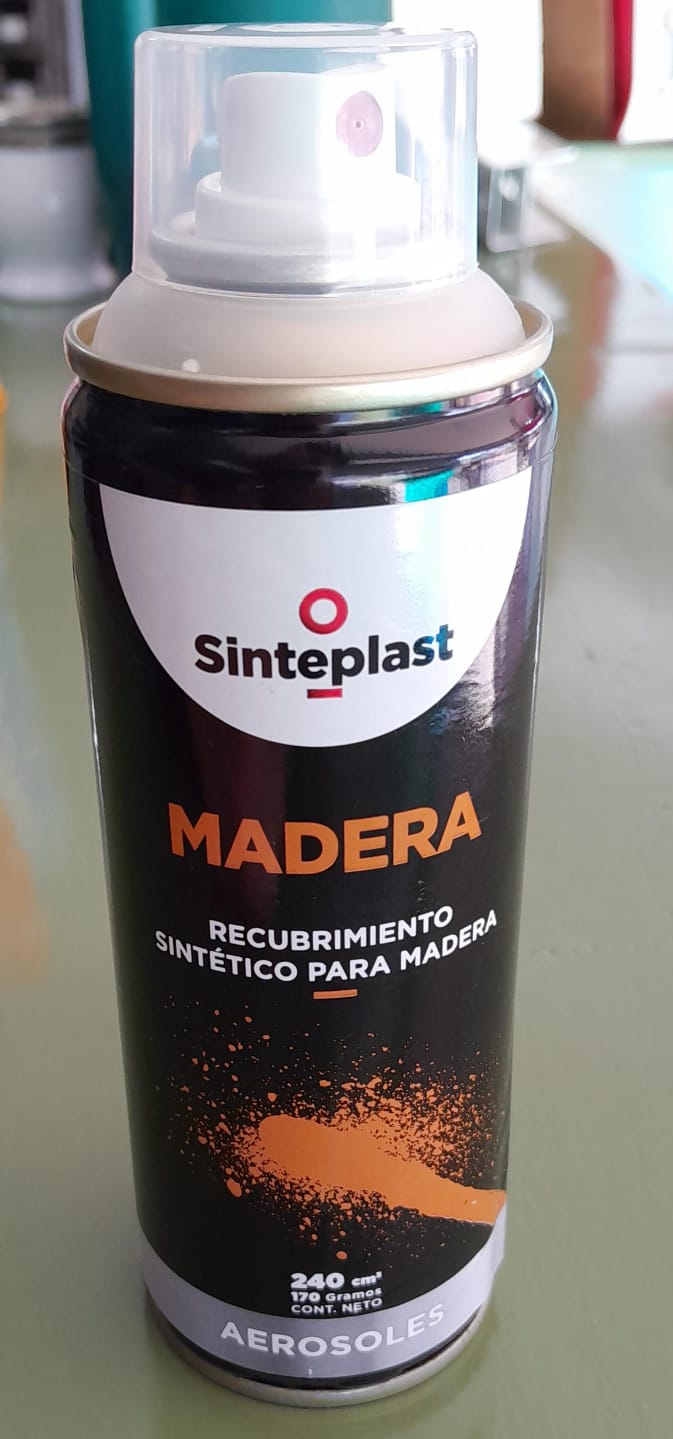 Sinteplast
MADERA
RECUBRIMIENTO
SINTÉTICO PARA MADERA
240 cm³
170 Gramos
CONT. NETO
AEROSOLES